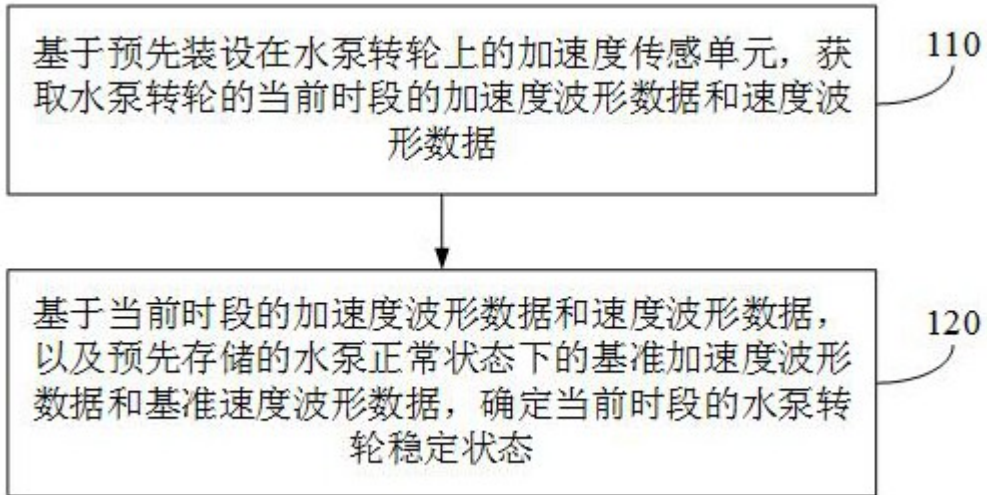 基于预先装设在水泵转轮上的加速度传感单元，获
取水泵转轮的当前时段的加速度波形数据和速度波
形数据
110
基于当前时段的加速度波形数据和速度波形数据，
以及预先存储的水泵正常状态下的基准加速度波形
数据和基准速度波形数据，确定当前时段的水泵转
轮稳定状态
120